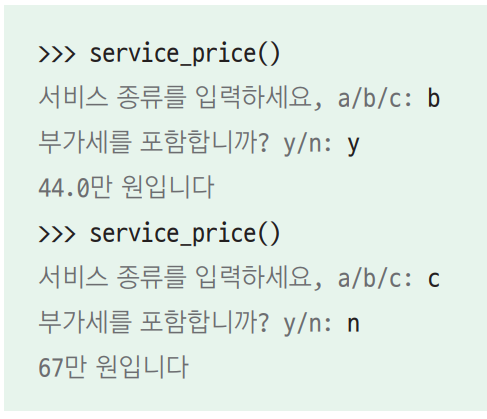 >>> service_price()
서비스 종류를 입력하세요, a/b/c: b
부가세를 포함합니까? y/n: y
44.0만 원입니다
>>> service_price()
서비스 종류를 입력하세요, a/b/c: c
부가세를 포함합니까? y/n: n
67만 원입니다